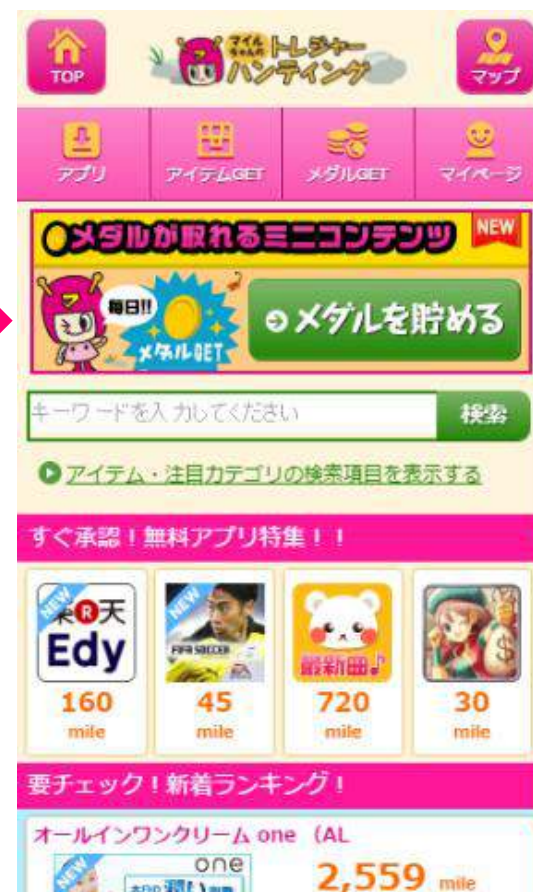 TOP
マイルちゃんの トレジャーハンティング
マップ
アプリ
アイテムGET
メダルGET
マイページ
メダルが取れるミニコンテンツ
NEW
毎日!!
メダルGET
メダルを貯める
キーワードを入力してください
検索
アイテム・注目カテゴリの検索項目を表示する
すぐ承認！無料アプリ特集！！
NEW
楽R天
Edy
NEW
FIFA SOCCER
最新曲♪
160
45
720
30
mile
mile
mile
mile
要チェック！新着ランキング！
オールインワンクリーム one （AL
NEW
one
潤い
2,559 mile